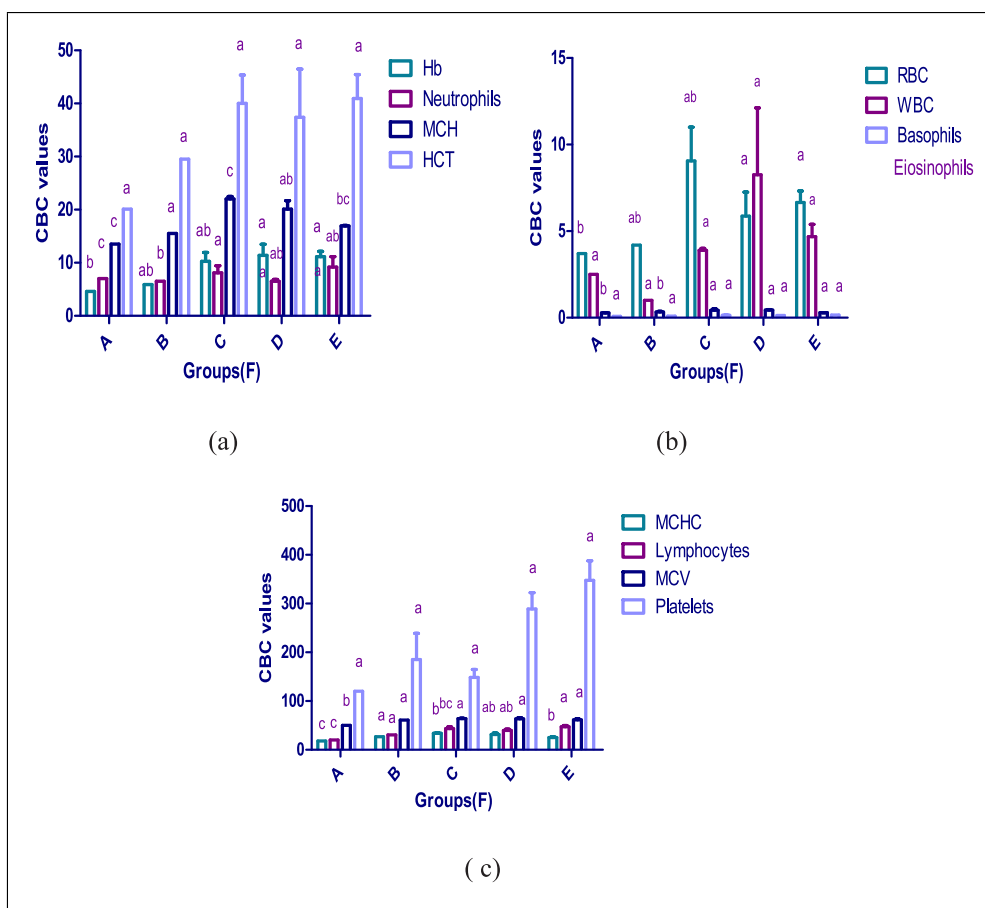 a a a
50
40
30
20
10
0
CBC values
a
a
b c c
ab b a
ab a c
a a ab ab
a a ab bc
A B C D E
Groups(F)
Hb
Neutrophils
MCH
HCT
(a)
15
10
5
0
CBC values
b a b a
ab a a a
ab a a a
a a a a
a a a a
A B C D E
Groups(F)
RBC
WBC
Basophils
Eiosinophils
(b)
500
400
300
200
100
0
CBC values
c c b a
a a a a
b bc a a
ab ab a a
b a a a
A B C D E
Groups(F)
MCHC
Lymphocytes
MCV
Platelets
( c)